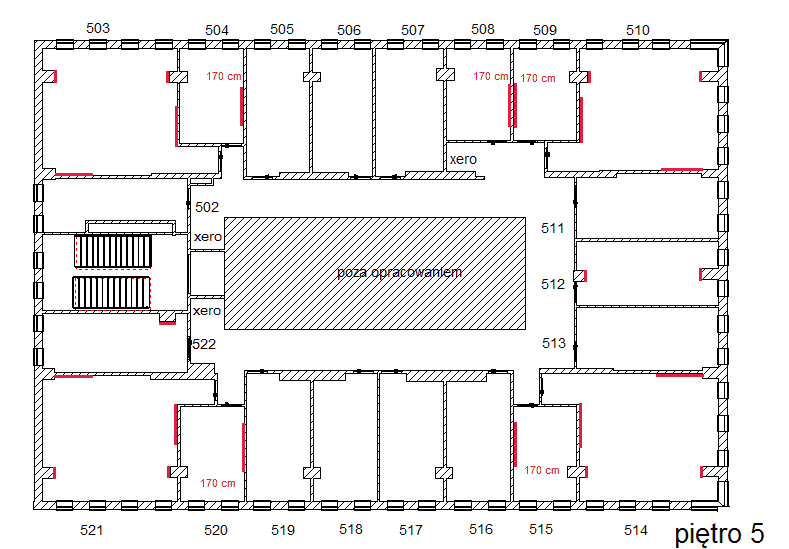 503
504
505
506
507
508
509
510
170 cm
170 cm
170 cm
xero
502
xero
511
poza opracowaniem
512
xero
522
513
170 cm
170 cm
521
520
519
518
517
516
515
514
piętro 5